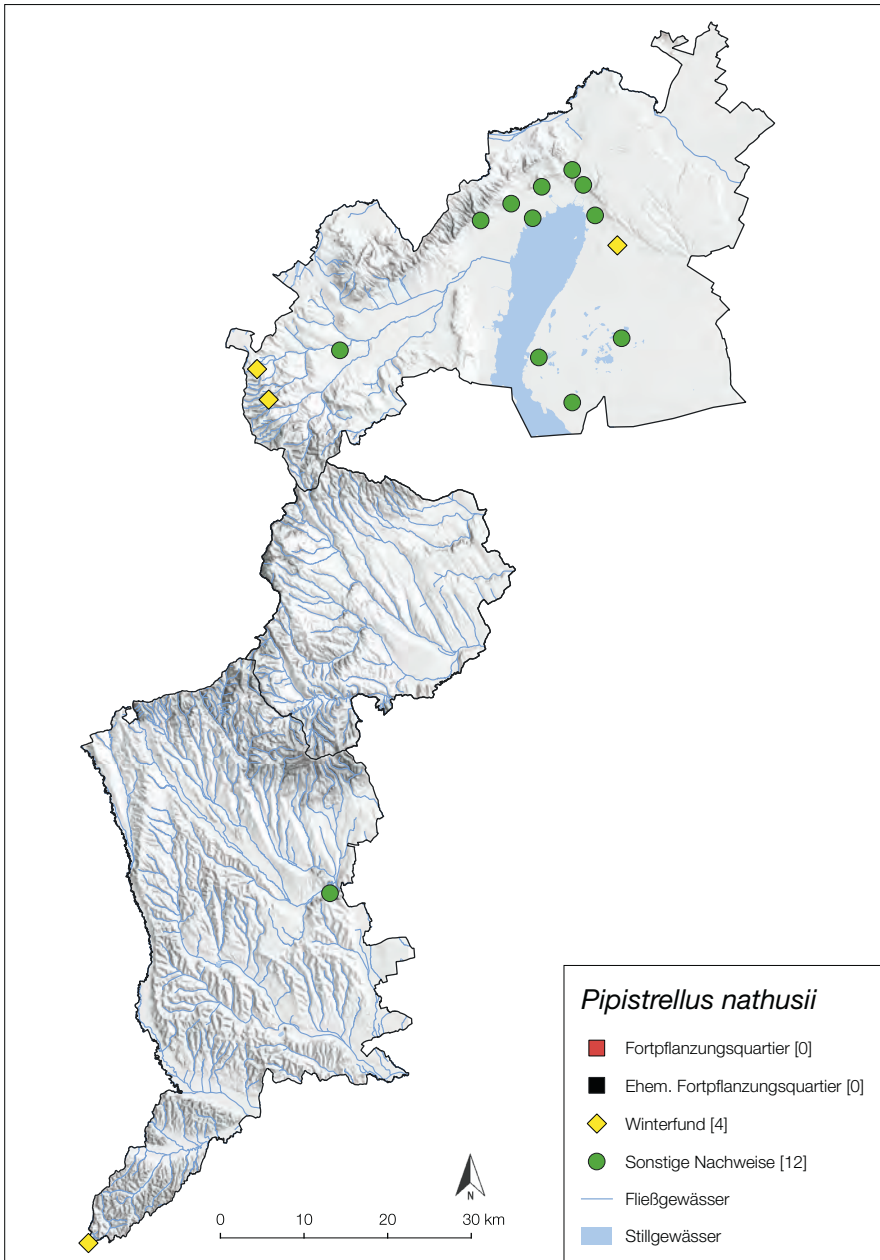 Pipistrellus nathusii
Fortpflanzungsquartier [0]
Ehem. Fortpflanzungsquartier [0]
Winterfund [4]
Sonstige Nachweise [12]
Fließgewässer
Stillgewässer
N
0 10 20 30 km